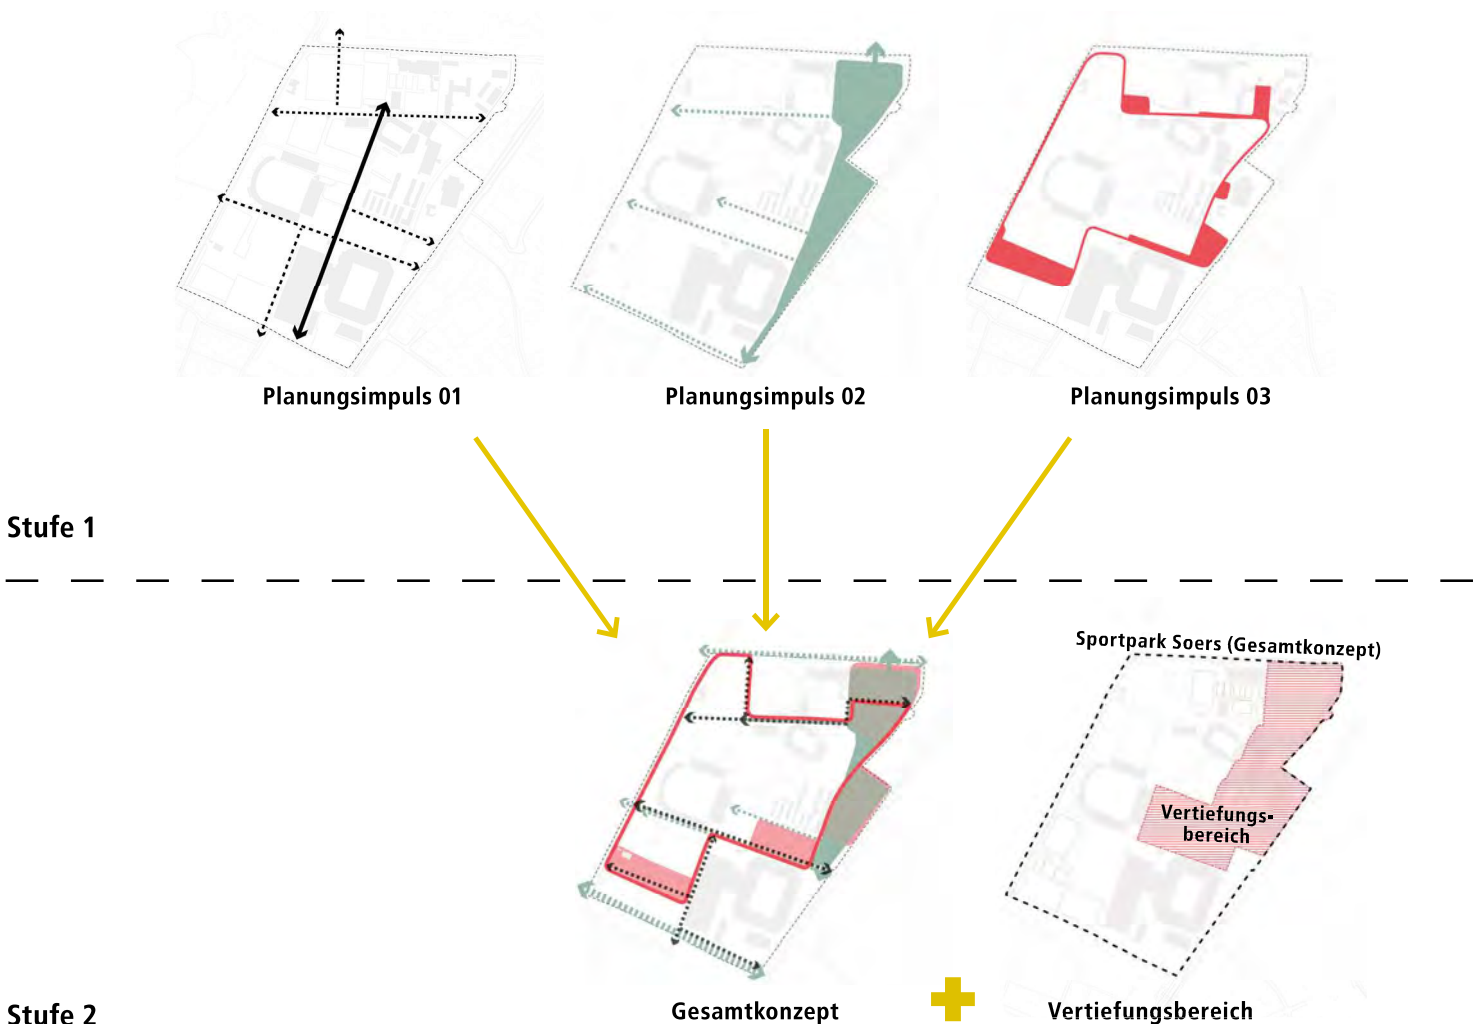 Planungsimpuls 01
Planungsimpuls 02
Planungsimpuls 03
Stufe 1
Sportpark Soers (Gesamtkonzept)
Vertiefungs-
bereich
Stufe 2
Gesamtkonzept
Vertiefungsbereich